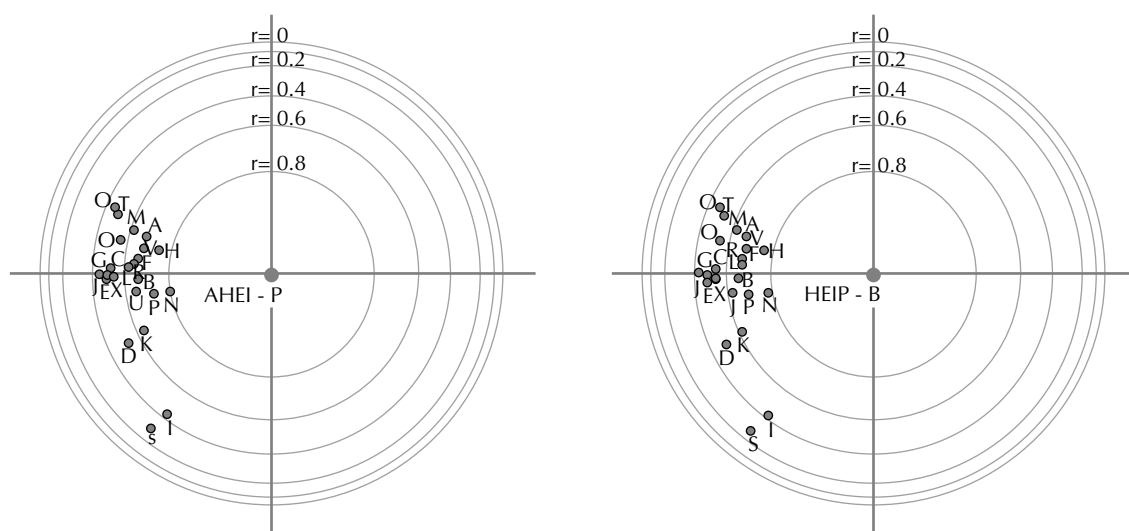 r= 0
r= 0.2
r= 0.4
r= 0.6
r= 0.8
O T
M A
O
V H
G C F
L R
J E X B
U P N
AHEI - P
K
D
I
s
r= 0
r= 0.2
r= 0.4
r= 0.6
r= 0.8
O T
M A
O V
R F H
G C L
J E X B
J P N
HEIP - B
K
D
I
S